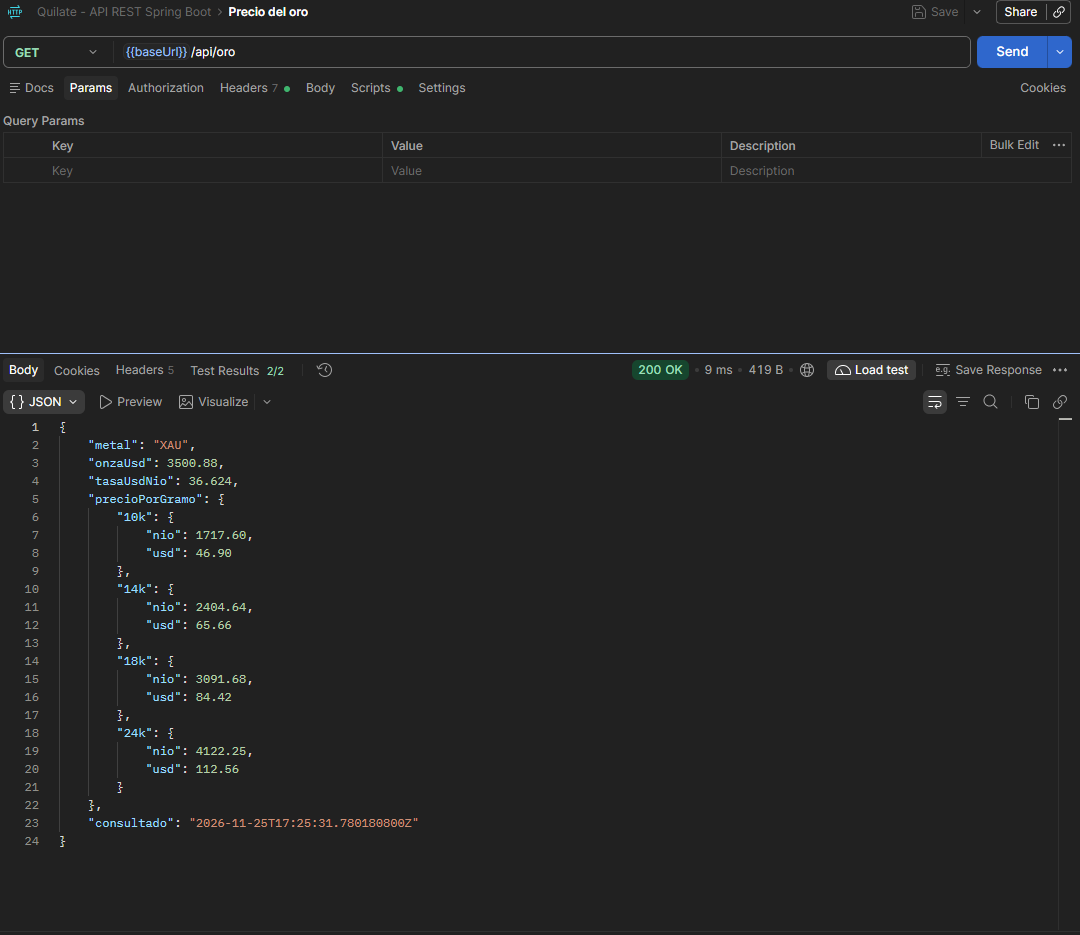 HTTP Quilate - API REST Spring Boot > Precio del oro Save Share
GET {{baseUrl}} /api/oro Send
Docs Params Authorization Headers 7 Body Scripts Settings Cookies
Query Params
Key Value Description Bulk Edit
Key Value Description
Body Cookies Headers 5 Test Results 2/2 200 OK 9 ms 419 B Load test e.g. Save Response
{} JSON Preview Visualize
1 {
2 "metal": "XAU",
3 "onzaUsd": 3500.88,
4 "tasaUsdNio": 36.624,
5 "precioPorGramo": {
6 "10k": {
7 "nio": 1717.60,
8 "usd": 46.90
9 },
10 "14k": {
11 "nio": 2404.64,
12 "usd": 65.66
13 },
14 "18k": {
15 "nio": 3091.68,
16 "usd": 84.42
17 },
18 "24k": {
19 "nio": 4122.25,
20 "usd": 112.56
21 }
22 },
23 "consultado": "2026-11-25T17:25:31.780180800Z"
24 }